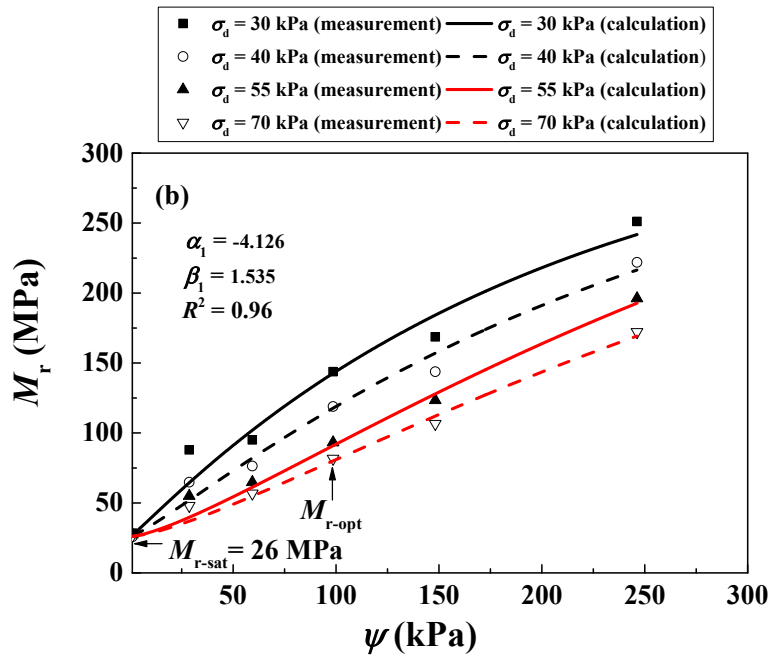 σd = 30 kPa (measurement) σd = 30 kPa (calculation)
σd = 40 kPa (measurement) σd = 40 kPa (calculation)
σd = 55 kPa (measurement) σd = 55 kPa (calculation)
σd = 70 kPa (measurement) σd = 70 kPa (calculation)
300
250
200
150
100
50
0
Mr (MPa)
(b)
α1 = -4.126
β1 = 1.535
R² = 0.96
Mr-opt
Mr-sat = 26 MPa
50 100 150 200 250 300
ψ (kPa)